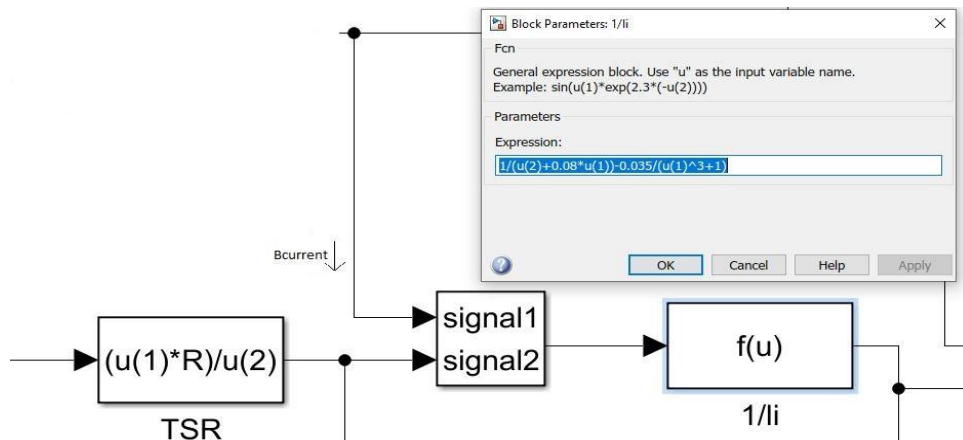 Block Parameters: 1/li
Fcn
General expression block. Use "u" as the input variable name.
Example: sin(u(1)*exp(2.3*(-u(2))))
Parameters
Expression:
1/(u(2)+0.08*u(1))-0.035/(u(1)^3+1)
OK Cancel Help Apply
Bcurrent
signal1
signal2
(u(1)*R)/u(2)
f(u)
TSR
1/li